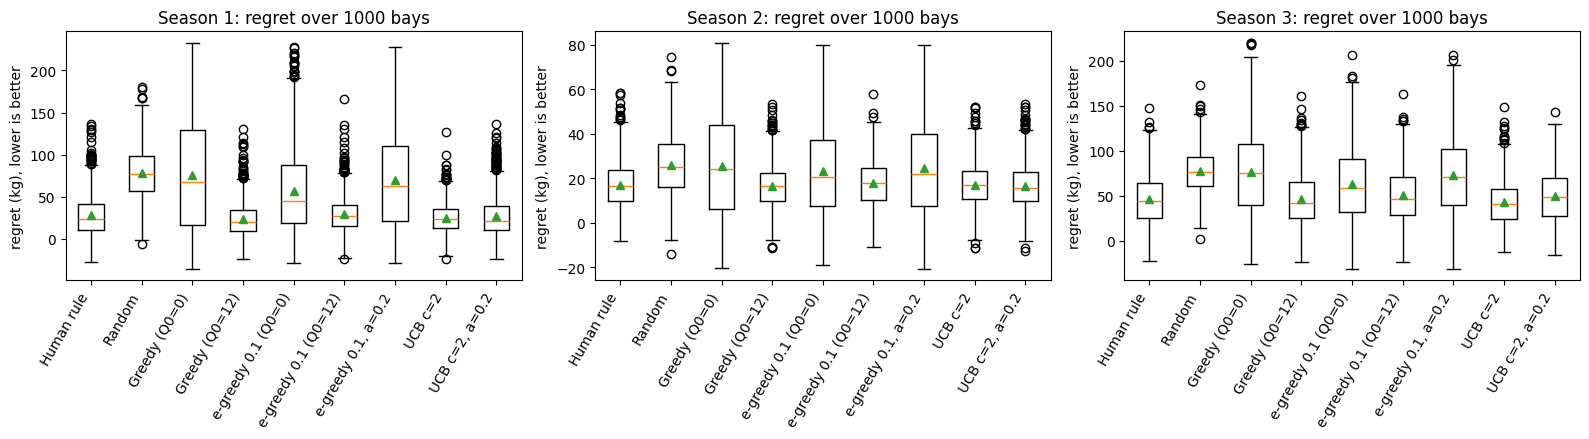 Season 1: regret over 1000 bays
regret (kg), lower is better
200
150
100
50
0
Human rule
Random
Greedy (Q0=0)
Greedy (Q0=12)
e-greedy 0.1 (Q0=0)
e-greedy 0.1 (Q0=12)
e-greedy 0.1, a=0.2
UCB c=2
UCB c=2, a=0.2
Season 2: regret over 1000 bays
regret (kg), lower is better
80
60
40
20
0
−20
Human rule
Random
Greedy (Q0=0)
Greedy (Q0=12)
e-greedy 0.1 (Q0=0)
e-greedy 0.1 (Q0=12)
e-greedy 0.1, a=0.2
UCB c=2
UCB c=2, a=0.2
Season 3: regret over 1000 bays
regret (kg), lower is better
200
150
100
50
0
Human rule
Random
Greedy (Q0=0)
Greedy (Q0=12)
e-greedy 0.1 (Q0=0)
e-greedy 0.1 (Q0=12)
e-greedy 0.1, a=0.2
UCB c=2
UCB c=2, a=0.2